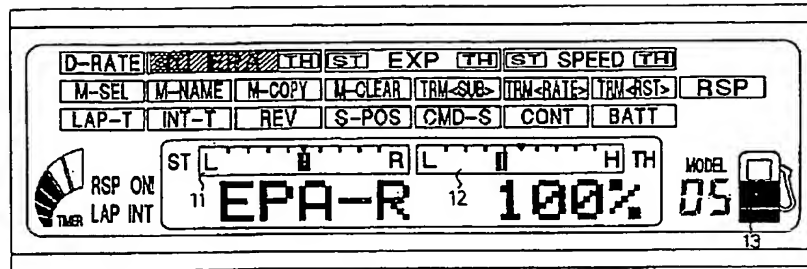 D-RATE ST EPA TH ST EXP TH ST SPEED TH
M-SEL M-NAME M-COPY M-CLEAR TRM<SUB> TRM<RATE> TRM<RST> RSP
LAP-T INT-T REV S-POS CMD-S CONT BATT
ST L R L H TH
11 12
RSP ON!
LAP INT
TIMER
EPA-R 100%
MODEL
05
13